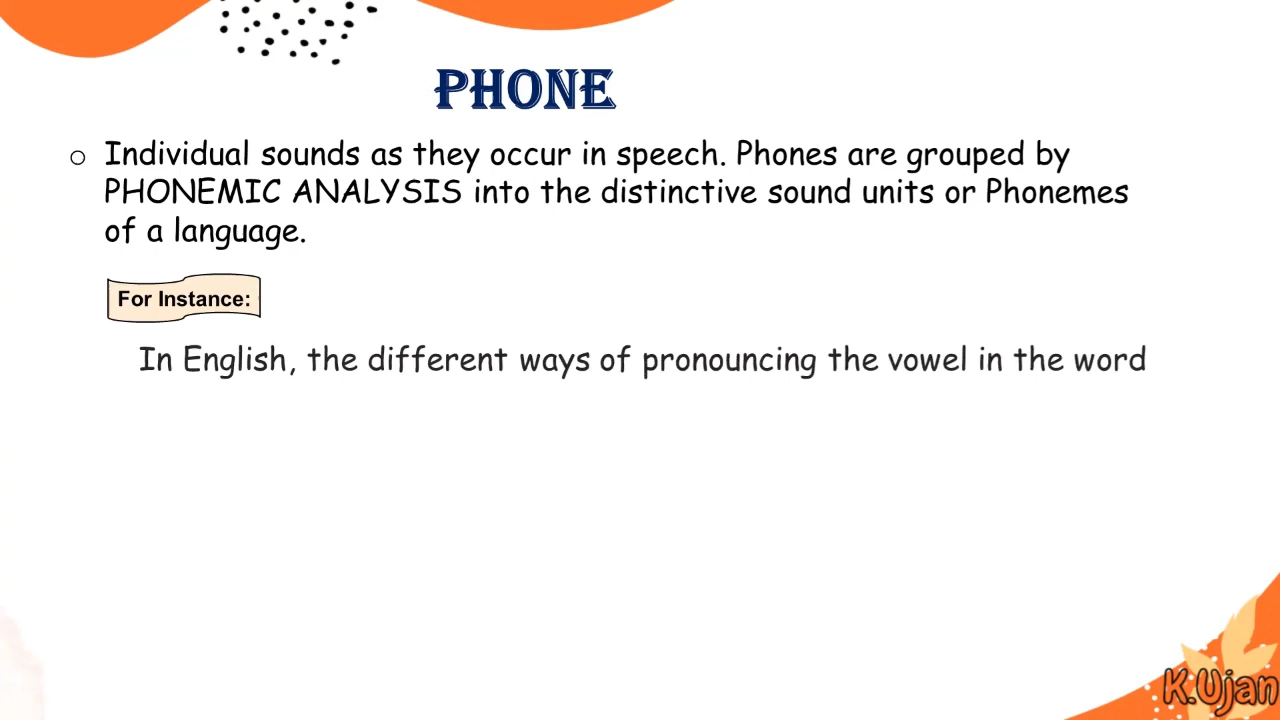 PHONE
Individual sounds as they occur in speech. Phones are grouped by
PHONEMIC ANALYSIS into the distinctive sound units or Phonemes
of a language.
For Instance:
In English, the different ways of pronouncing the vowel in the word
K.Ujan